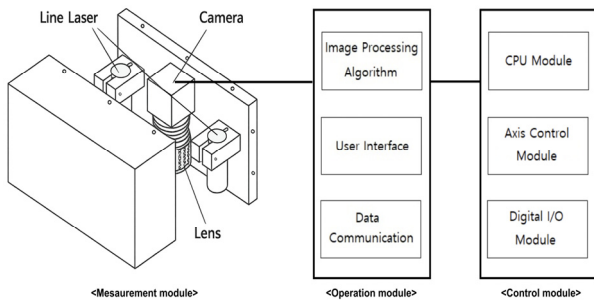 Line Laser
Camera
Lens
<Mesaurement module>
Image Processing
Algorithm
User Interface
Data
Communication
<Operation module>
CPU Module
Axis Control
Module
Digital I/O
Module
<Control module>